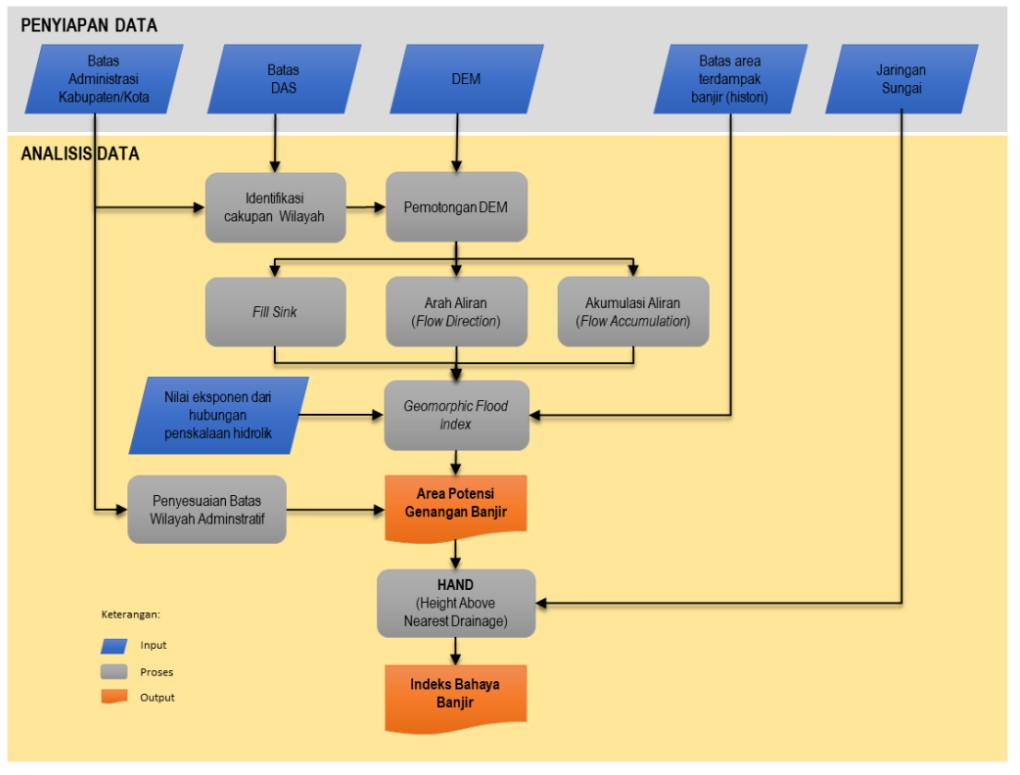 PENYIAPAN DATA
Batas
Administrasi
Kabupaten/Kota
Batas
DAS
DEM
Batas area
terdampak
banjir (histori)
Jaringan
Sungai
ANALISIS DATA
Identifikasi
cakupan Wilayah
Pemotongan DEM
Fill Sink
Arah Aliran
(Flow Direction)
Akumulasi Aliran
(Flow Accumulation)
Nilai eksponen dari
hubungan
penskalaan hidrolik
Geomorphic Flood
Index
Penyesuaian Batas
Wilayah Adminstratif
Area Potensi
Genangan Banjir
HAND
(Height Above
Nearest Drainage)
Indeks Bahaya
Banjir
Keterangan:
Input
Proses
Output